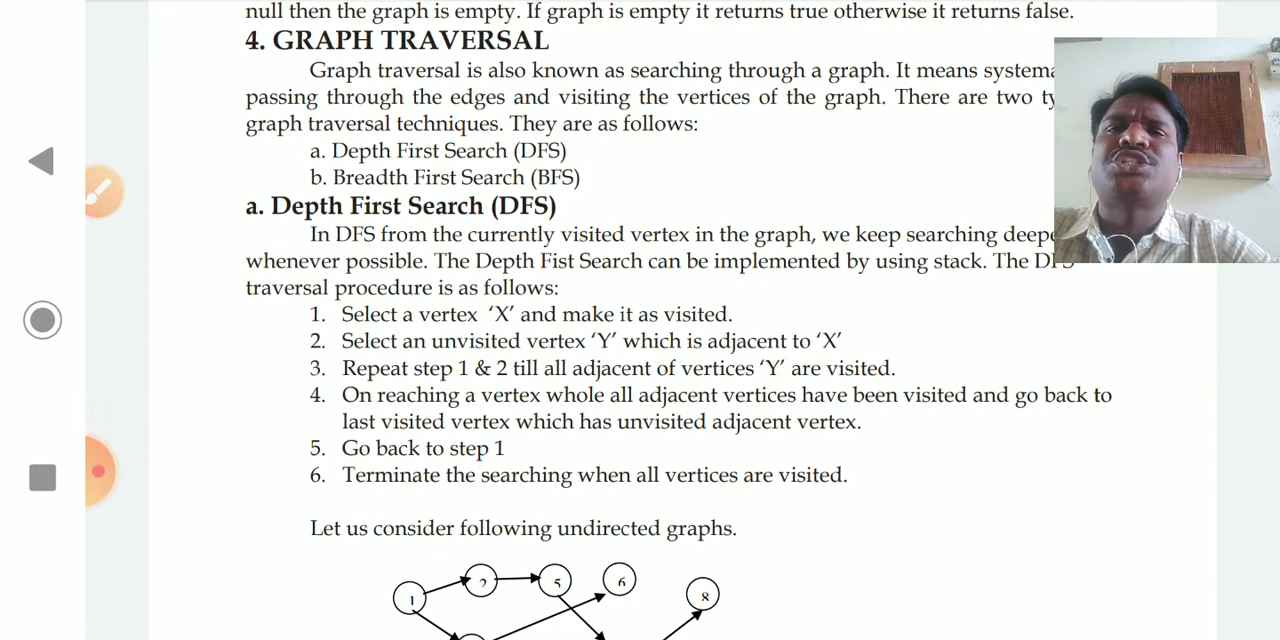 null then the graph is empty. If graph is empty it returns true otherwise it returns false.
4. GRAPH TRAVERSAL
Graph traversal is also known as searching through a graph. It means
passing through the edges and visiting the vertices of the graph. There are two
graph traversal techniques. They are as follows:
a. Depth First Search (DFS)
b. Breadth First Search (BFS)
a. Depth First Search (DFS)
In DFS from the currently visited vertex in the graph, we keep searching
whenever possible. The Depth Fist Search can be implemented by using stack. The
traversal procedure is as follows:
1. Select a vertex ‘X’ and make it as visited.
2. Select an unvisited vertex ‘Y’ which is adjacent to ‘X’
3. Repeat step 1 & 2 till all adjacent of vertices ‘Y’ are visited.
4. On reaching a vertex whole all adjacent vertices have been visited and go back to
last visited vertex which has unvisited adjacent vertex.
5. Go back to step 1
6. Terminate the searching when all vertices are visited.
Let us consider following undirected graphs.
1 2 5 6 8